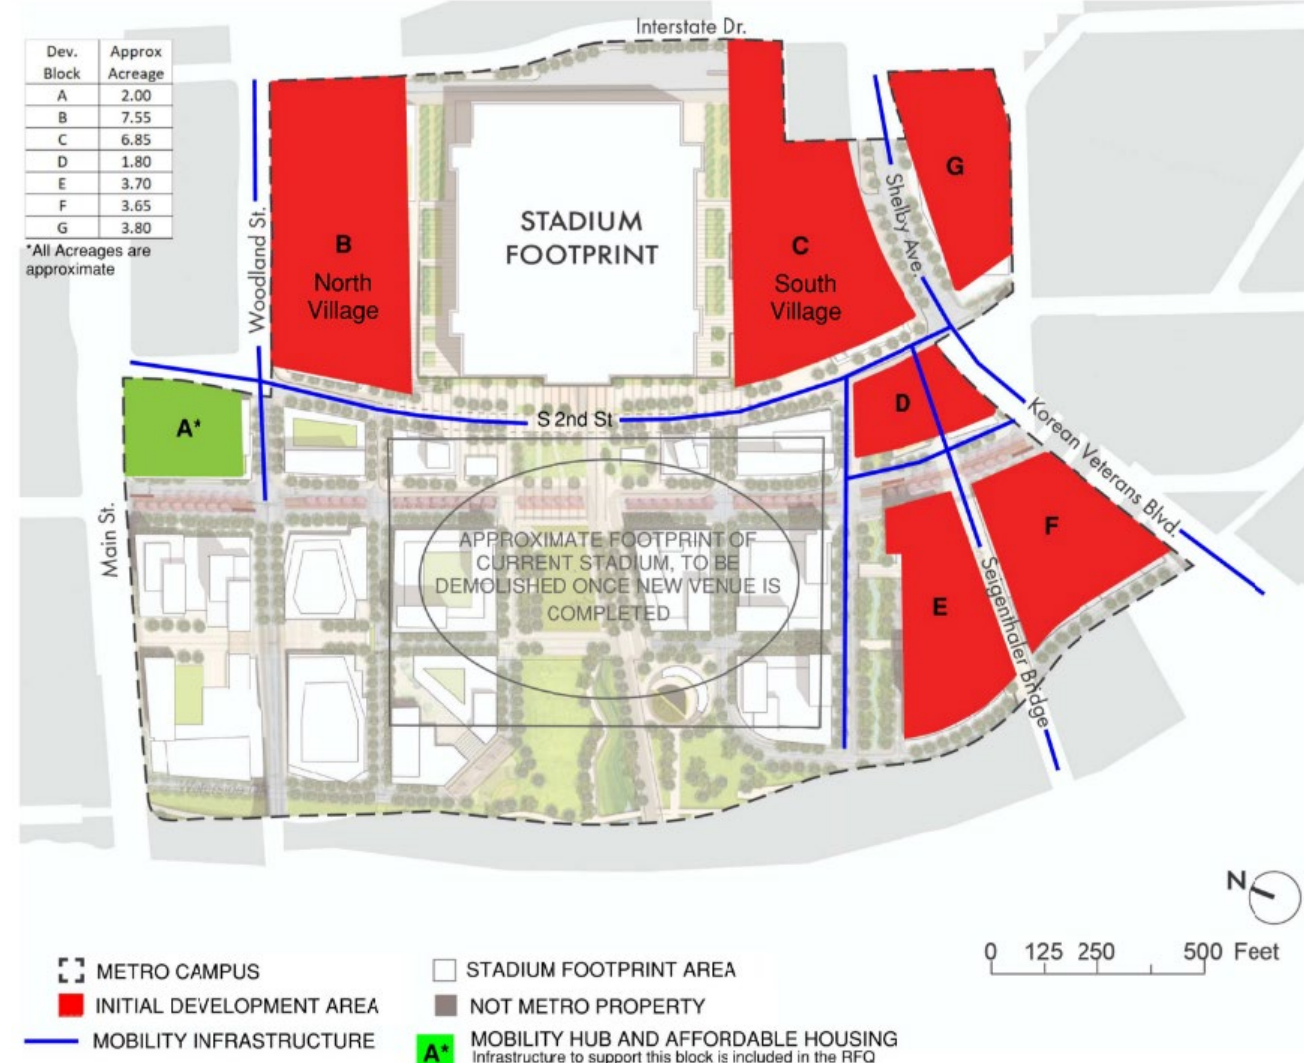 Interstate Dr.
Dev. Block Approx Acreage
A 2.00
B 7.55
C 6.85
D 1.80
E 3.70
F 3.65
G 3.80
*All Acreages are
approximate
Woodland St.
B
North
Village
STADIUM
FOOTPRINT
C
South
Village
Shelby Ave.
G
A*
S 2nd St
D
Korean Veterans Blvd.
Main St.
APPROXIMATE FOOTPRINT OF
CURRENT STADIUM, TO BE
DEMOLISHED ONCE NEW VENUE IS
COMPLETED
E
F
Seigenthaler Bridge
N
0 125 250 500 Feet
METRO CAMPUS
INITIAL DEVELOPMENT AREA
MOBILITY INFRASTRUCTURE
STADIUM FOOTPRINT AREA
NOT METRO PROPERTY
A* MOBILITY HUB AND AFFORDABLE HOUSING
Infrastructure to support this block is included in the RFQ